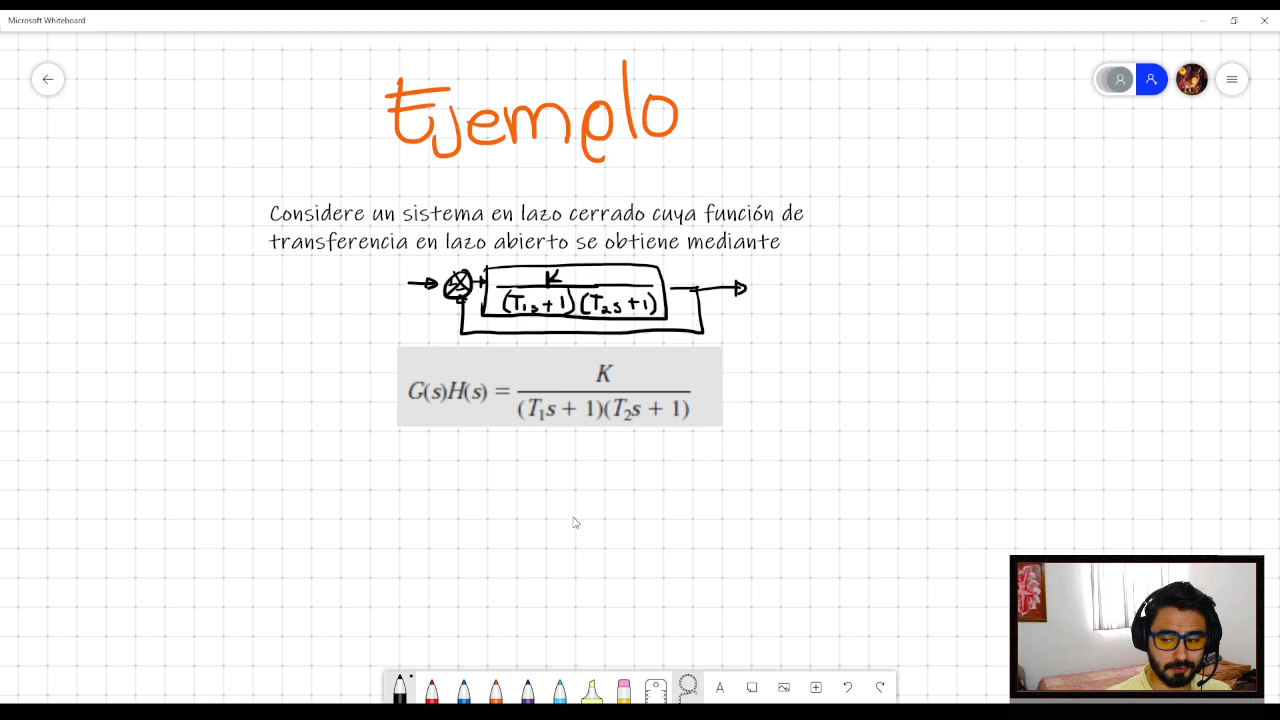 Microsoft Whiteboard
Ejemplo
Considere un sistema en lazo cerrado cuya función de
transferencia en lazo abierto se obtiene mediante
K
(T₁s+1)(T₂s+1)
G(s)H(s) = K
(T₁s + 1)(T₂s + 1)
A